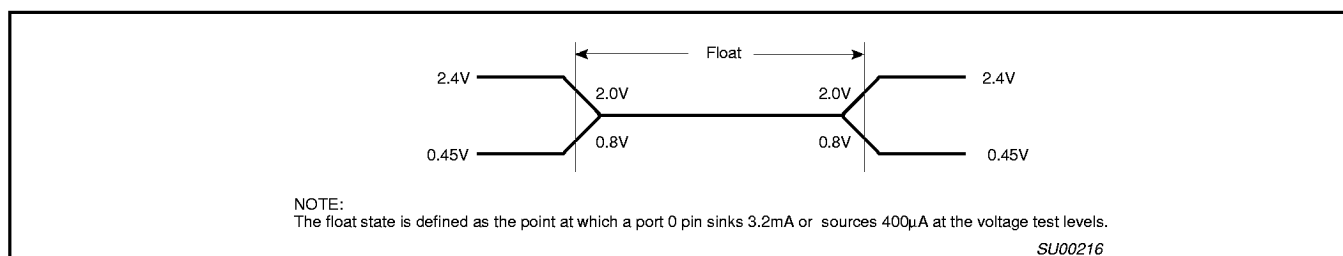 Float
2.4V 2.0V 2.0V 2.4V
0.45V 0.8V 0.8V 0.45V
NOTE:
The float state is defined as the point at which a port 0 pin sinks 3.2mA or sources 400µA at the voltage test levels.
SU00216